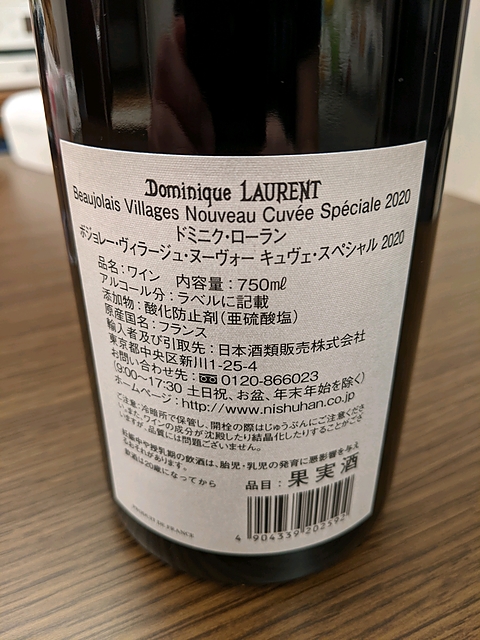 Dominique LAURENT
Beaujolais Villages Nouveau Cuvée Spéciale 2020
ドミニク・ローラン
ボジョレー・ヴィラージュ・ヌーヴォー キュヴェ・スペシャル 2020
品名：ワイン 内容量：750mℓ
アルコール分：ラベルに記載
添加物：酸化防止剤（亜硫酸塩）
原産国名：フランス
輸入者及び引取先：日本酒類販売株式会社
東京都中央区新川1-25-4
お問い合わせ先：0120-866023
（9:00〜17:30 土日祝、お盆、年末年始を除く）
ホームページ：http://www.nishuhan.co.jp
ご注意：冷暗所で保管し、開栓の際はじゅうぶんにご注意くださ
い。また、ワインの成分が沈殿したり結晶化したりすることがござ
いますが、品質には問題ございません。
妊娠中や授乳期の飲酒は、胎児・乳児の発育に悪影響を与え
るおそれがあります。
飲酒は20歳になってから
品目：果実酒
4 904339 202592
PRODUCT OF FRANCE